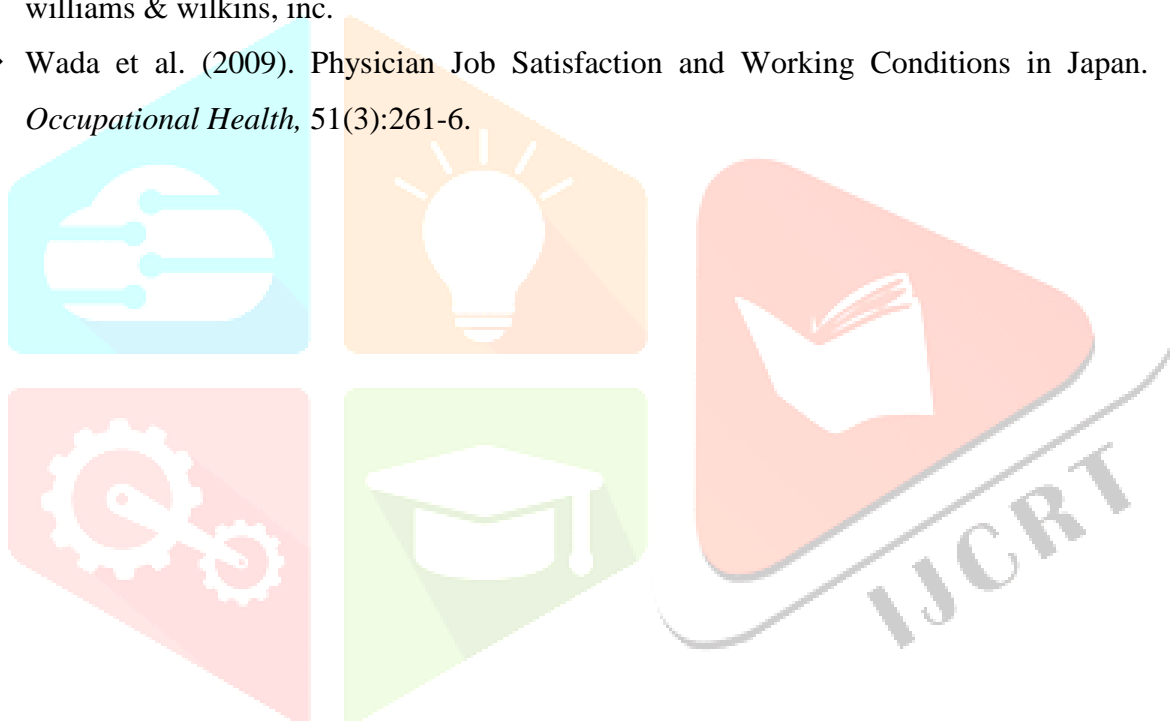 williams & wilkins, inc.
Wada et al. (2009). Physician Job Satisfaction and Working Conditions in Japan.
Occupational Health, 51(3):261-6.
IJCRT